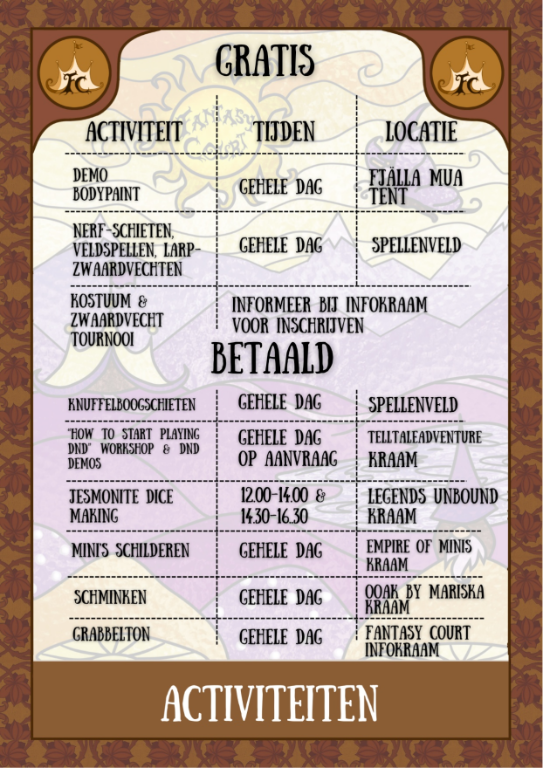 GRATIS
FC
FC
FANTASY
COURT
ACTIVITEIT TIJDEN LOCATIE
DEMO
BODYPAINT
GEHELE DAG
FJÄLLA MUA
TENT
NERF-SCHIETEN,
VELDSPELLEN, LARP-
ZWAARDVECHTEN
GEHELE DAG
SPELLENVELD
KOSTUUM &
ZWAARDVECHT
TOURNOOI
INFORMEER BIJ INFOKRAAM
VOOR INSCHRIJVEN
BETAALD
KNUFFELBOOGSCHIETEN
GEHELE DAG
SPELLENVELD
"HOW TO START PLAYING
DND" WORKSHOP & DND
DEMOS
GEHELE DAG
OP AANVRAAG
TELLTALEADVENTURE
KRAAM
JESMONITE DICE
MAKING
12.00-14.00 &
14.30-16.30
LEGENDS UNBOUND
KRAAM
MINI'S SCHILDEREN
GEHELE DAG
EMPIRE OF MINIS
KRAAM
SCHMINKEN
GEHELE DAG
OOAK BY MARISKA
KRAAM
GRABBELTON
GEHELE DAG
FANTASY COURT
INFOKRAAM
ACTIVITEITEN